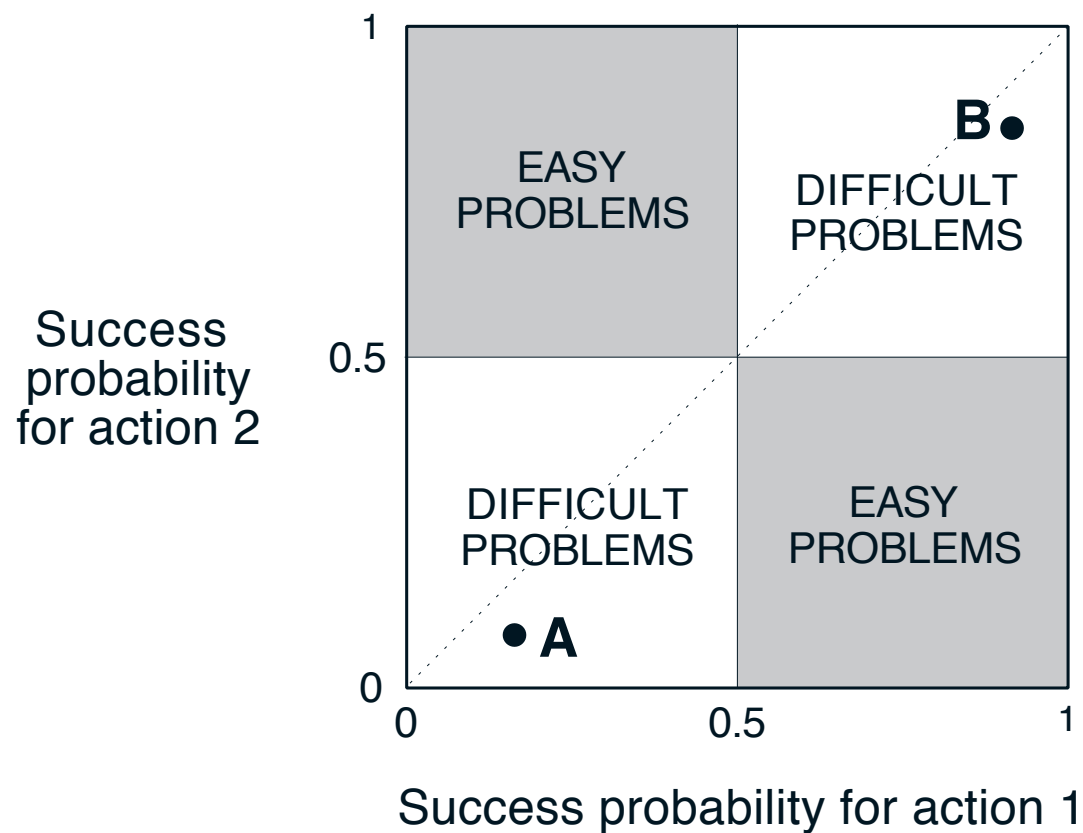 1
B
EASY
PROBLEMS
DIFFICULT
PROBLEMS
Success
probability
for action 2
0.5
DIFFICULT
PROBLEMS
EASY
PROBLEMS
A
0
0
0.5
1
Success probability for action 1